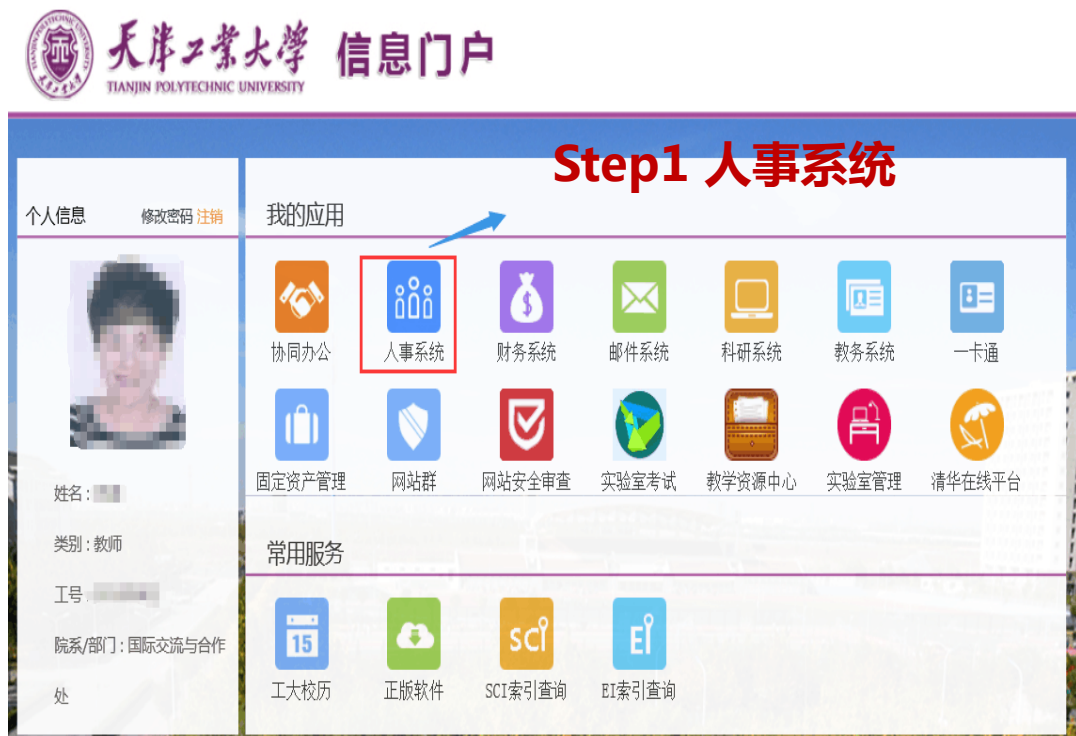 天津工业大学 信息门户
TIANJIN POLYTECHNIC UNIVERSITY
Step1 人事系统
个人信息 修改密码 注销
姓名：
类别：教师
工号：
院系/部门：国际交流与合作
处
我的应用
协同办公 人事系统 财务系统 邮件系统 科研系统 教务系统 一卡通
固定资产管理 网站群 网站安全审查 实验室考试 教学资源中心 实验室管理 清华在线平台
常用服务
15 SCI EI
工大校历 正版软件 SCI索引查询 EI索引查询